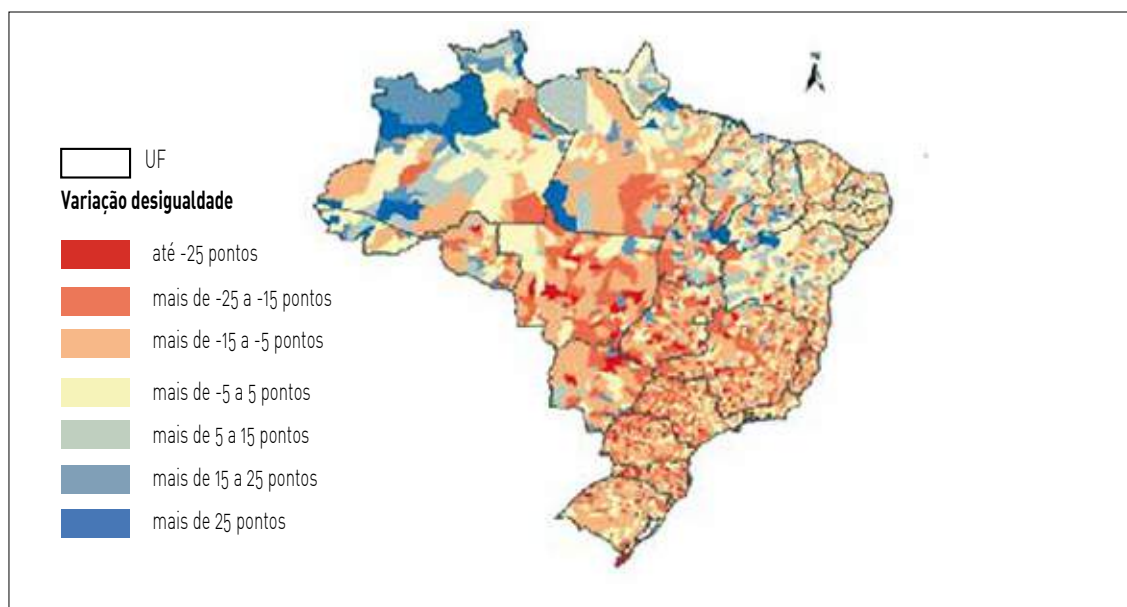 UF
Variação desigualdade
até -25 pontos
mais de -25 a -15 pontos
mais de -15 a -5 pontos
mais de -5 a 5 pontos
mais de 5 a 15 pontos
mais de 15 a 25 pontos
mais de 25 pontos